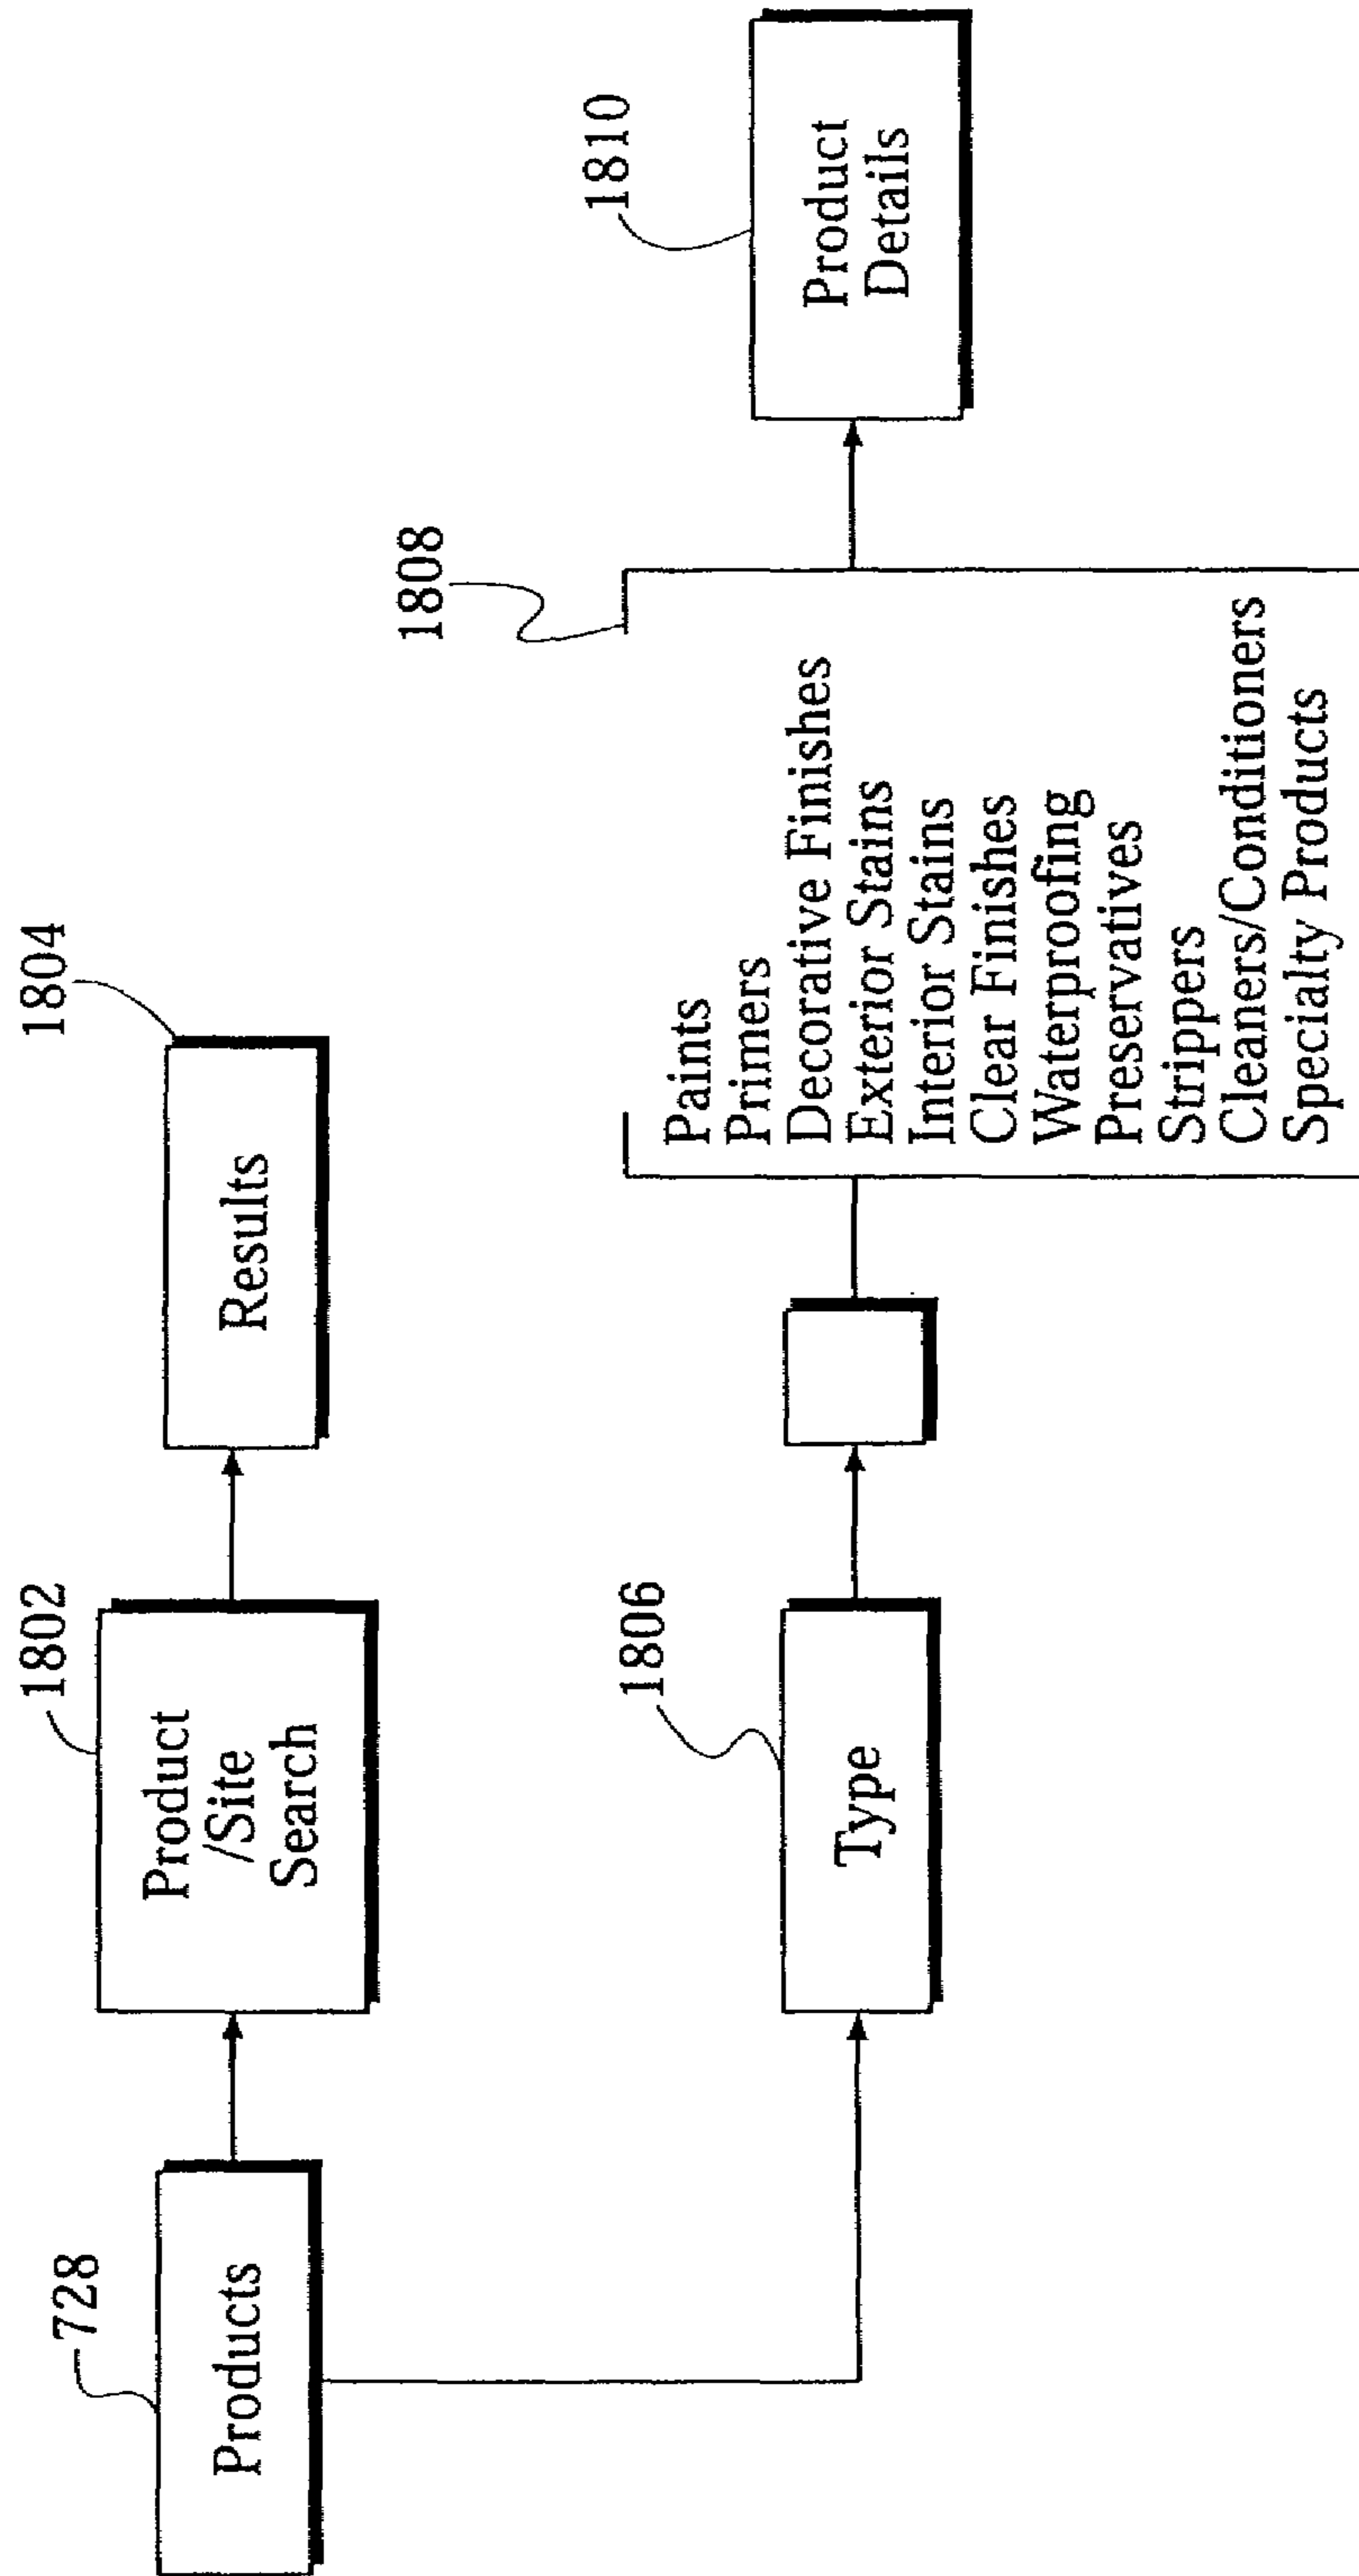 728
Products
1802
Product
/Site
Search
1804
Results
1806
Type
1808
Paints
Primers
Decorative Finishes
Exterior Stains
Interior Stains
Clear Finishes
Waterproofing
Preservatives
Strippers
Cleaners/Conditioners
Specialty Products
1810
Product
Details